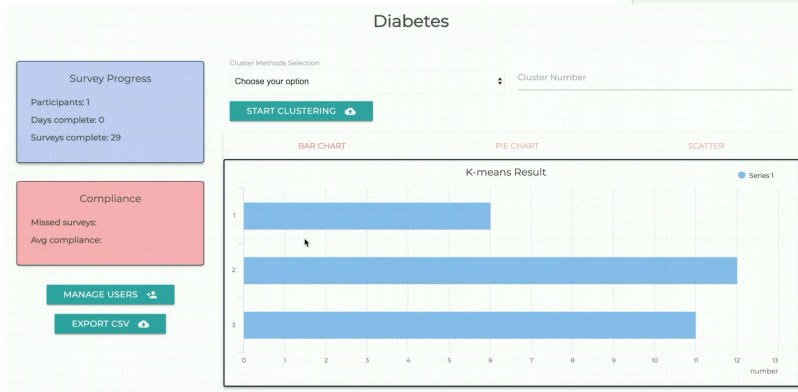 Diabetes
Survey Progress
Participants: 1
Days complete: 0
Surveys complete: 29
Compliance
Missed surveys:
Avg compliance:
MANAGE USERS
EXPORT CSV
Cluster Methods Selection
Choose your option
Cluster Number
START CLUSTERING
BAR CHART
PIE CHART
SCATTER
K-means Result
Series 1
1
2
3
0 1 2 3 4 5 6 7 8 9 10 11 12 13
number